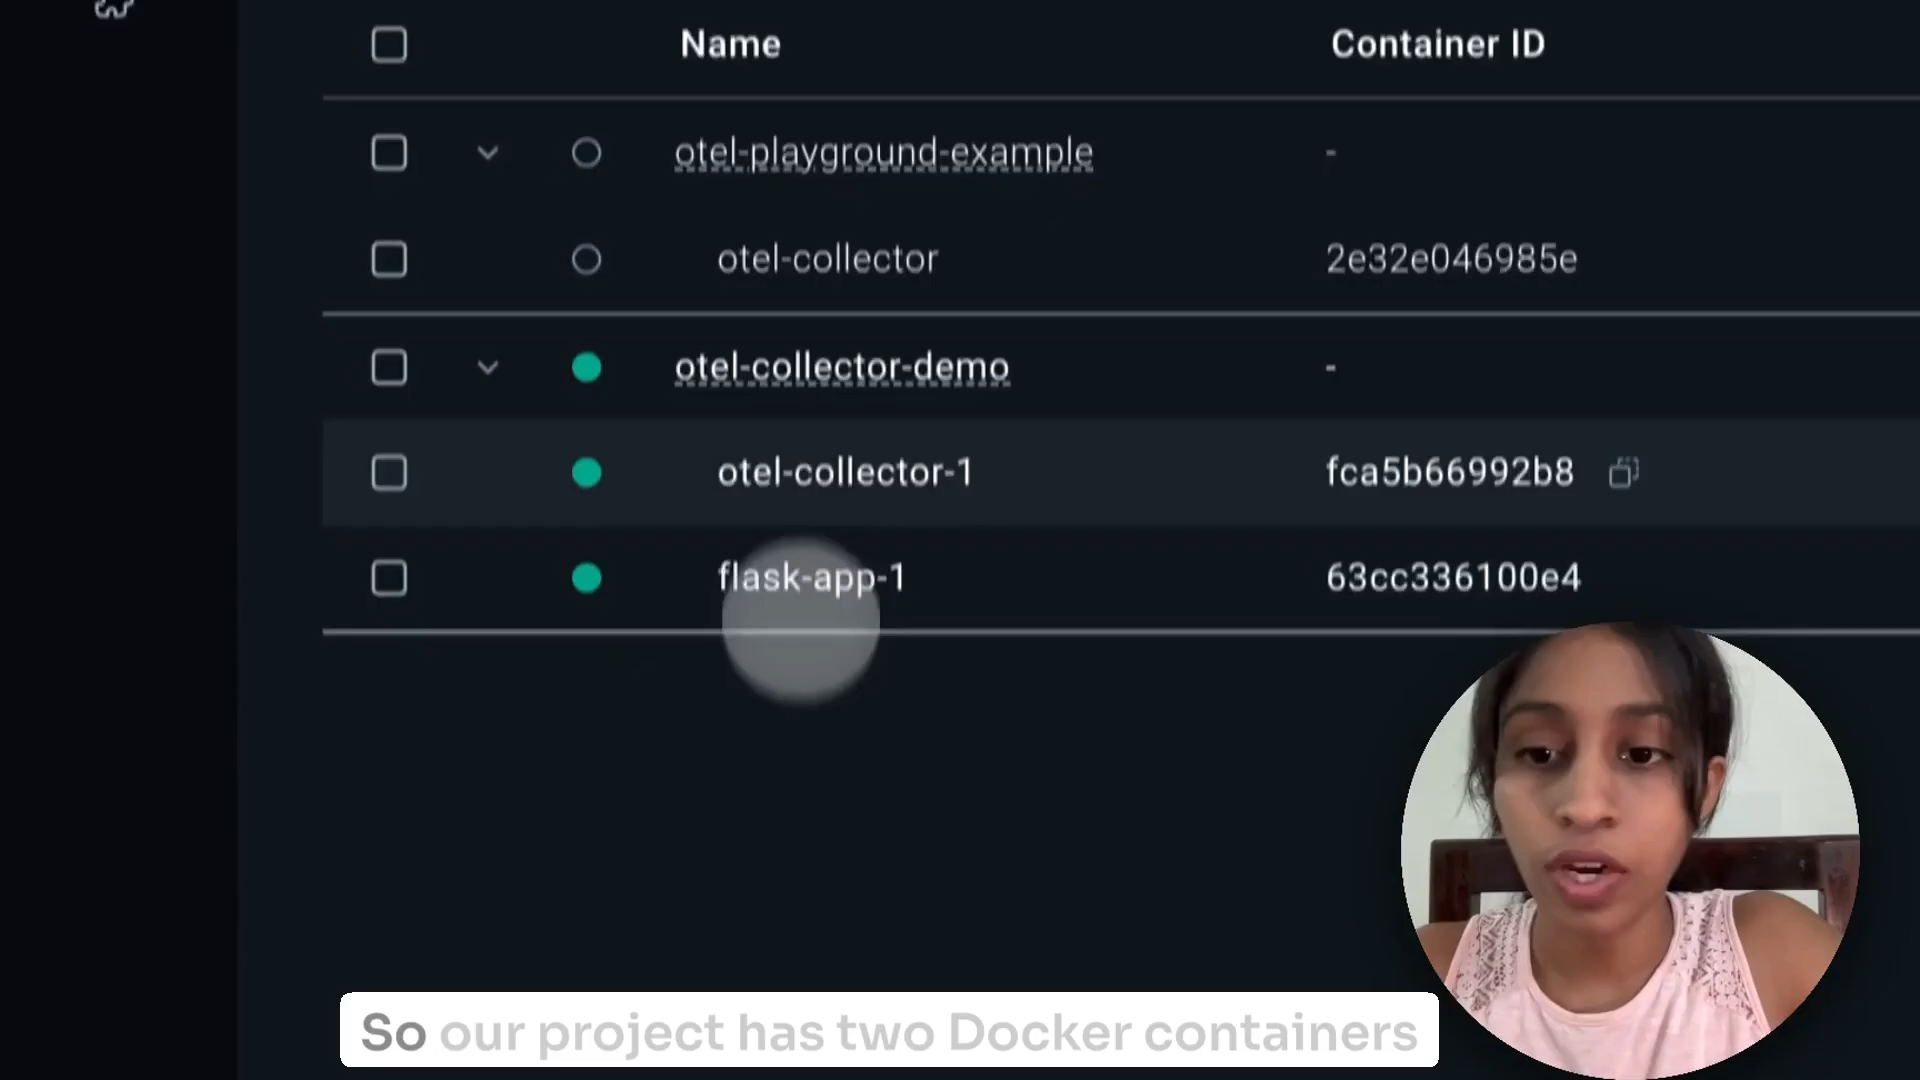 Name Container ID
otel-playground-example -
otel-collector 2e32e046985e
otel-collector-demo -
otel-collector-1 fca5b66992b8
flask-app-1 63cc336100e4
So our project has two Docker containers